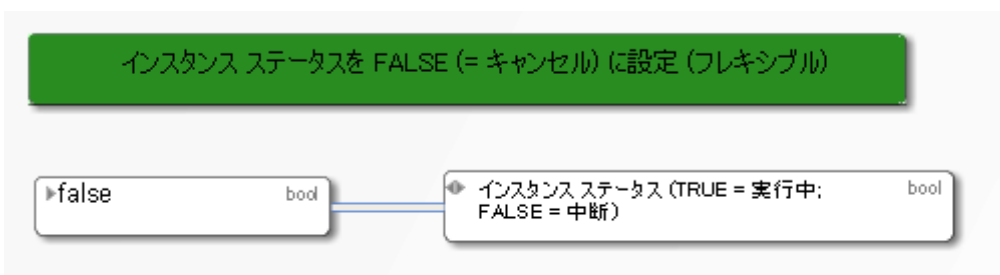 インスタンス ステータスを FALSE (= キャンセル) に設定 (フレキシブル)
false bool
インスタンス ステータス (TRUE = 実行中; bool
FALSE = 中断)